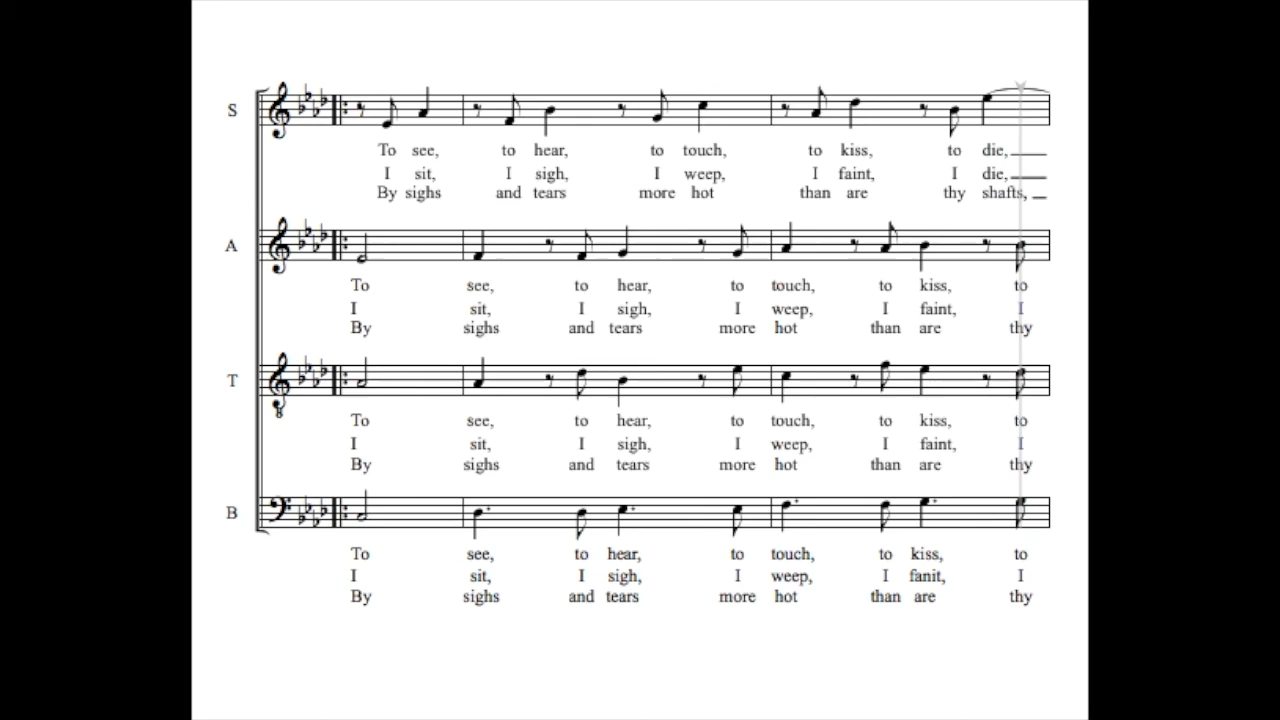 S
To see, to hear, to touch, to kiss, to die,
I sit, I sigh, I weep, I faint, I die,
By sighs and tears more hot than are thy shafts,
A
To see, to hear, to touch, to kiss, to
I sit, I sigh, I weep, I faint, I
By sighs and tears more hot than are thy
T
8
To see, to hear, to touch, to kiss, to
I sit, I sigh, I weep, I faint, I
By sighs and tears more hot than are thy
B
To see, to hear, to touch, to kiss, to
I sit, I sigh, I weep, I fanit, I
By sighs and tears more hot than are thy